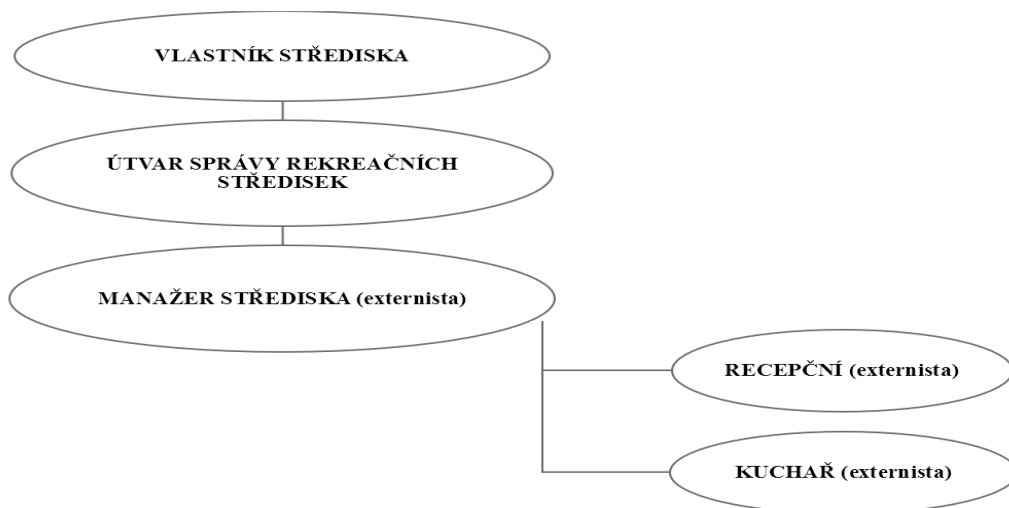 VLASTNÍK STŘEDISKA
ÚTVAR SPRÁVY REKREAČNÍCH
STŘEDISEK
MANAŽER STŘEDISKA (externista)
RECEPČNÍ (externista)
KUCHAŘ (externista)